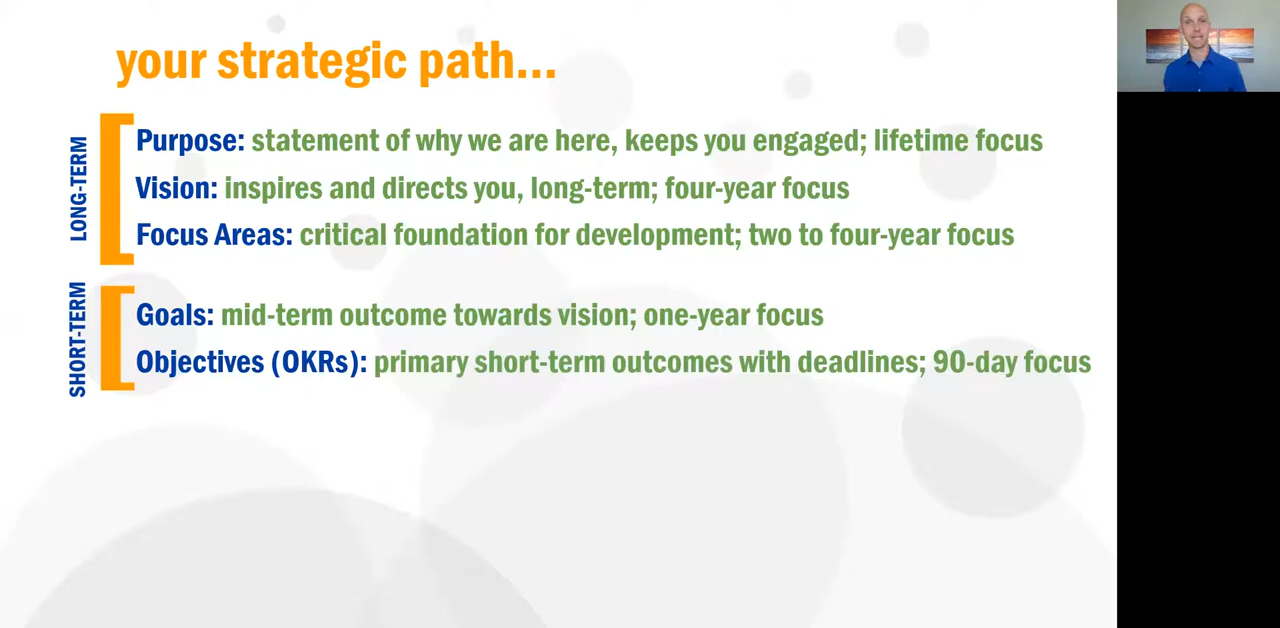 your strategic path...
LONG-TERM
Purpose: statement of why we are here, keeps you engaged; lifetime focus
Vision: inspires and directs you, long-term; four-year focus
Focus Areas: critical foundation for development; two to four-year focus
SHORT-TERM
Goals: mid-term outcome towards vision; one-year focus
Objectives (OKRs): primary short-term outcomes with deadlines; 90-day focus